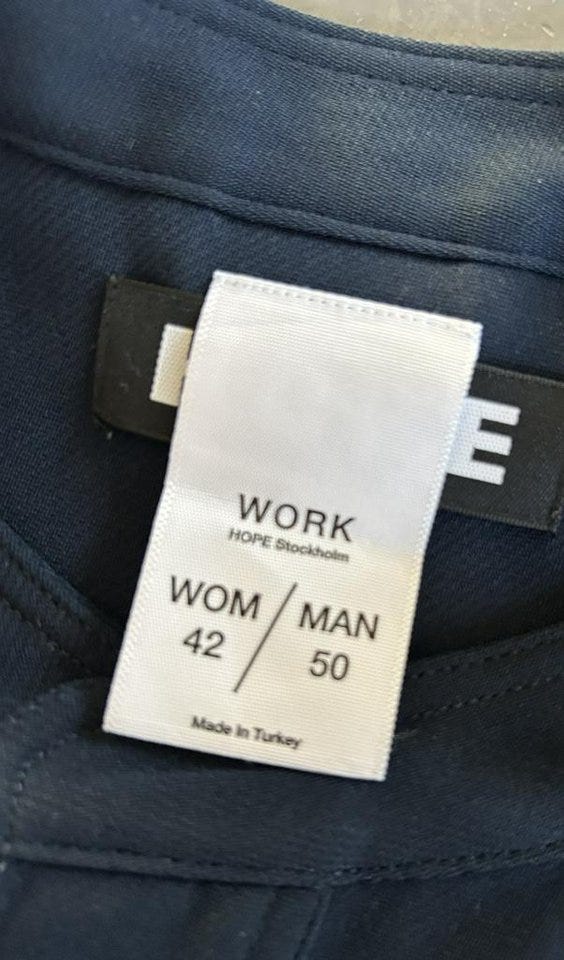 WORK
HOPE Stockholm
WOM / MAN
42 50
Made In Turkey
E